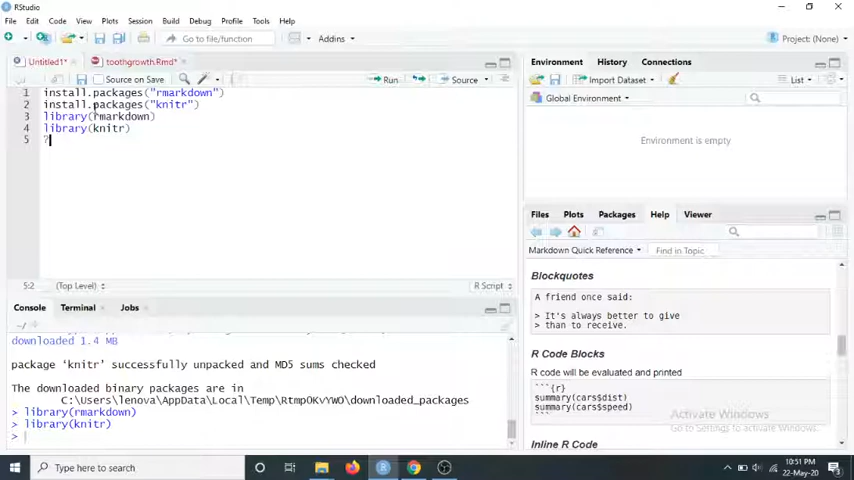 RStudio
File Edit Code View Plots Session Build Debug Profile Tools Help
Go to file/function Addins Project: (None)
Untitled1* toothgrowth.Rmd*
Source on Save Run Source
1 install.packages("rmarkdown")
2 install.packages("knitr")
3 library(rmarkdown)
4 library(knitr)
5 ?
5:2 (Top Level) R Script
Console Terminal Jobs
~/
downloaded 1.4 MB
package ‘knitr’ successfully unpacked and MD5 sums checked
The downloaded binary packages are in
C:\Users\lenova\AppData\Local\Temp\RtmpOKvYWO\downloaded_packages
> library(rmarkdown)
> library(knitr)
>
Environment History Connections
Import Dataset List
Global Environment
Environment is empty
Files Plots Packages Help Viewer
Markdown Quick Reference Find in Topic
Blockquotes
A friend once said:
> It's always better to give
> than to receive.
R Code Blocks
R code will be evaluated and printed
```{r}
summary(cars$dist)
summary(cars$speed)
```
Inline R Code
Activate Windows
Go to Settings to activate Windows.
Type here to search
10:51 PM
22-May-20
3